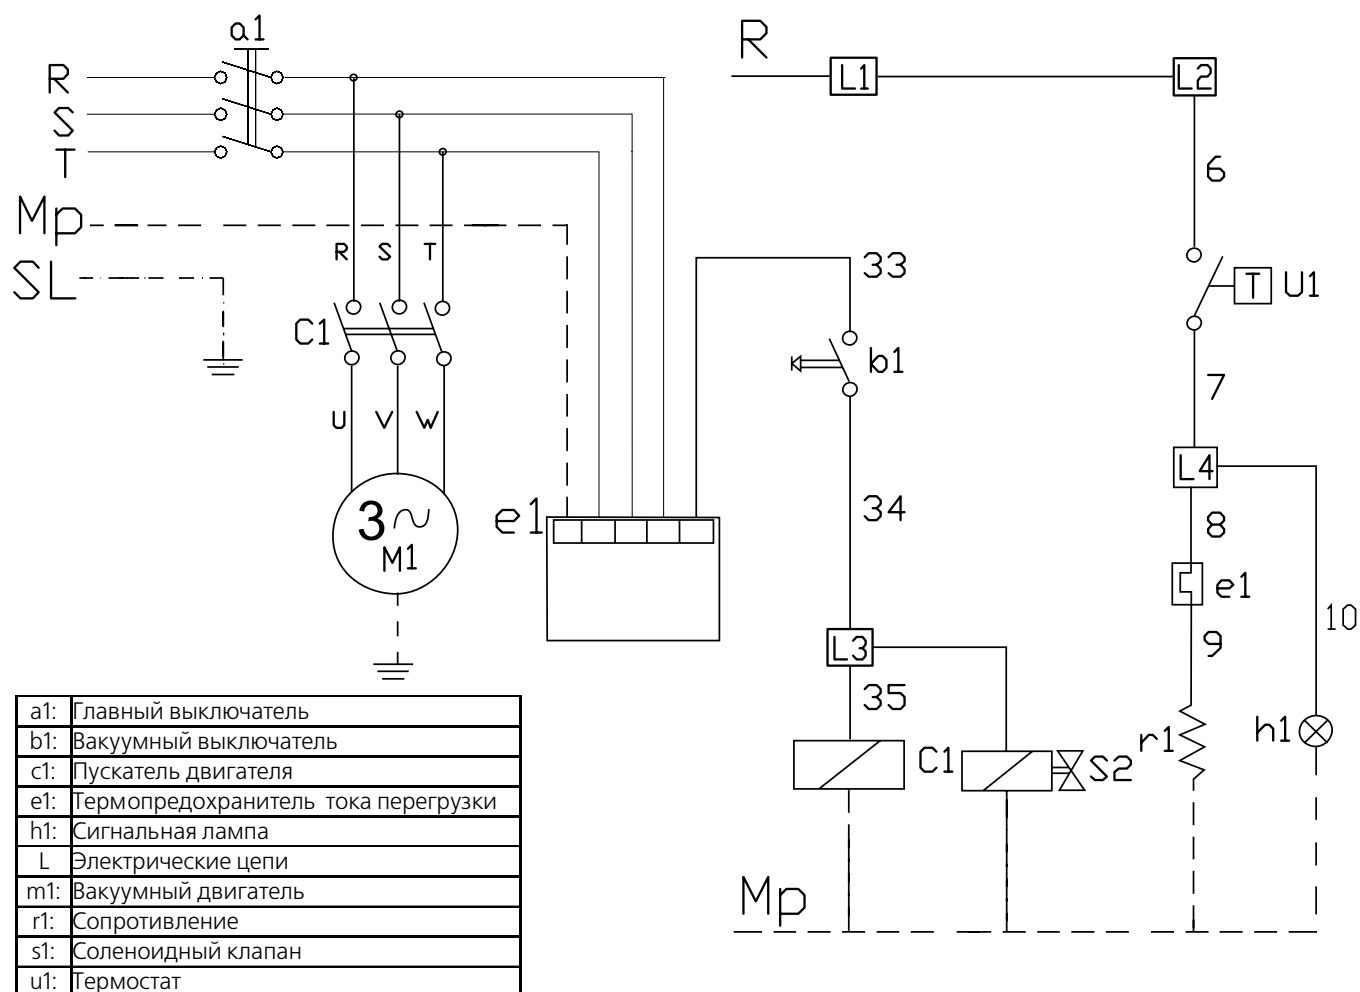 a1
R
R
L1
L2
S
T
6
Mp
R S T
33
SL
T U1
C1
b1
7
U V W
L4
3~
M1
e1
34
8
e1
10
9
L3
35
r1
h1
C1
S2
Mp
a1: Главный выключатель
b1: Вакуумный выключатель
c1: Пускатель двигателя
e1: Термопредохранитель тока перегрузки
h1: Сигнальная лампа
L Электрические цепи
m1: Вакуумный двигатель
r1: Сопротивление
s1: Соленоидный клапан
u1: Термостат